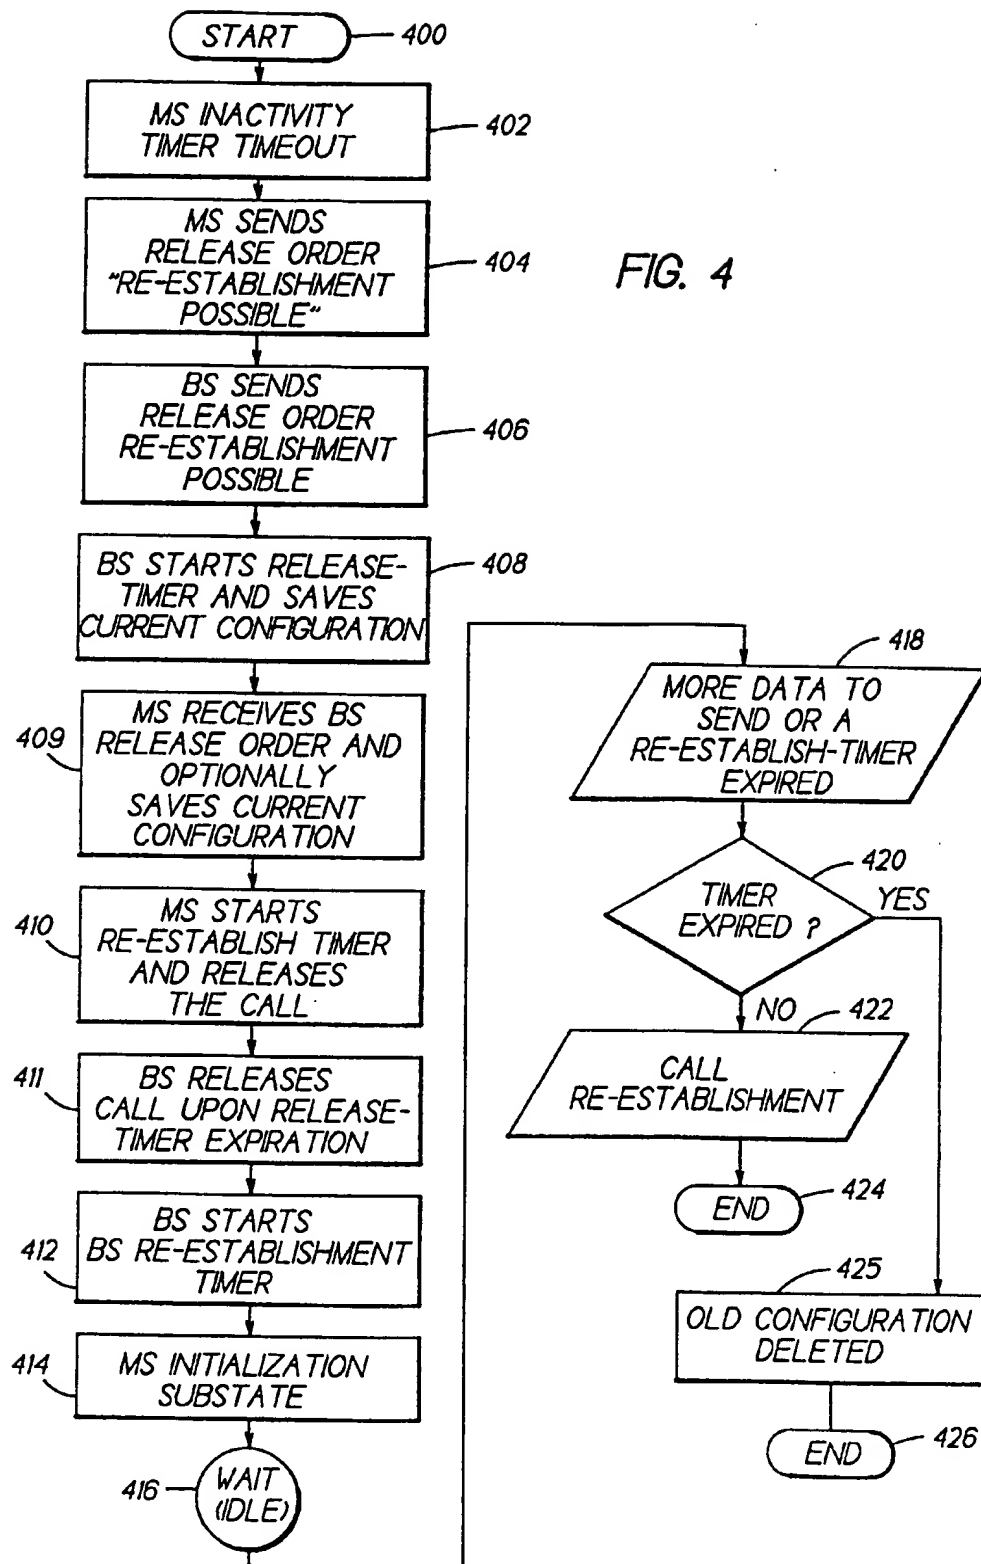 START
400
MS INACTIVITY
TIMER TIMEOUT
402
MS SENDS
RELEASE ORDER
"RE-ESTABLISHMENT
POSSIBLE"
404
FIG. 4
BS SENDS
RELEASE ORDER
RE-ESTABLISHMENT
POSSIBLE
406
BS STARTS RELEASE-
TIMER AND SAVES
CURRENT CONFIGURATION
408
409
MS RECEIVES BS
RELEASE ORDER AND
OPTIONALLY
SAVES CURRENT
CONFIGURATION
410
MS STARTS
RE-ESTABLISH TIMER
AND RELEASES
THE CALL
411
BS RELEASES
CALL UPON RELEASE-
TIMER EXPIRATION
412
BS STARTS
BS RE-ESTABLISHMENT
TIMER
414
MS INITIALIZATION
SUBSTATE
416
WAIT
(IDLE)
418
MORE DATA TO
SEND OR A
RE-ESTABLISH-TIMER
EXPIRED
420
TIMER
EXPIRED ?
YES
NO
422
CALL
RE-ESTABLISHMENT
END
424
425
OLD CONFIGURATION
DELETED
END
426